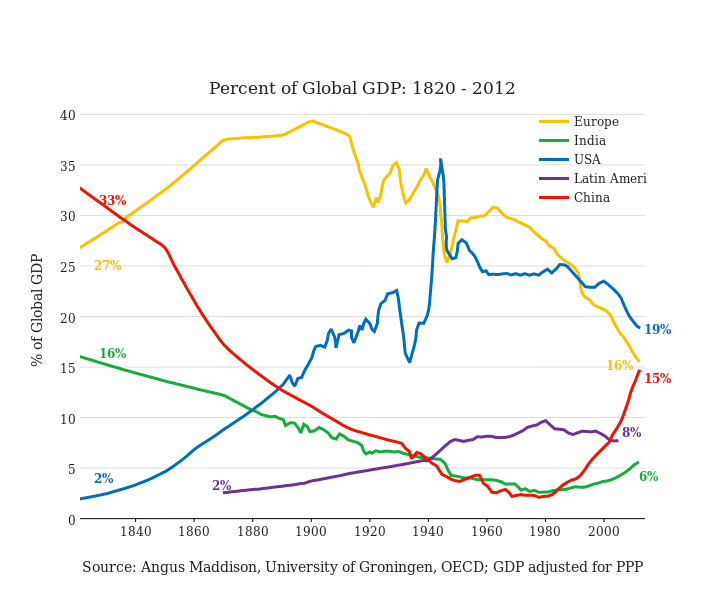 Percent of Global GDP: 1820 - 2012
% of Global GDP
40
35
30
25
20
15
10
5
0
1840 1860 1880 1900 1920 1940 1960 1980 2000
Europe
India
USA
Latin Ameri
China
33%
27%
16%
2%
2%
19%
16%
15%
8%
6%
Source: Angus Maddison, University of Groningen, OECD; GDP adjusted for PPP